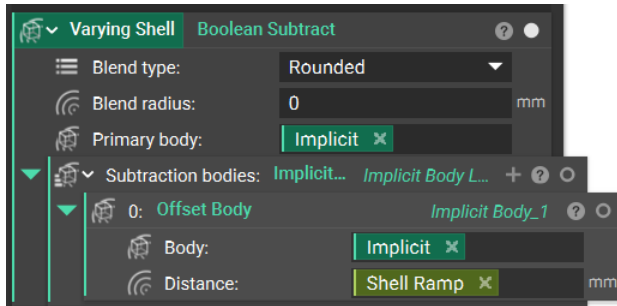 Varying Shell Boolean Subtract ?
Blend type: Rounded
Blend radius: 0 mm
Primary body: Implicit ×
Subtraction bodies: Implicit... Implicit Body L... + ?
0: Offset Body Implicit Body_1 ?
Body: Implicit ×
Distance: Shell Ramp × mm